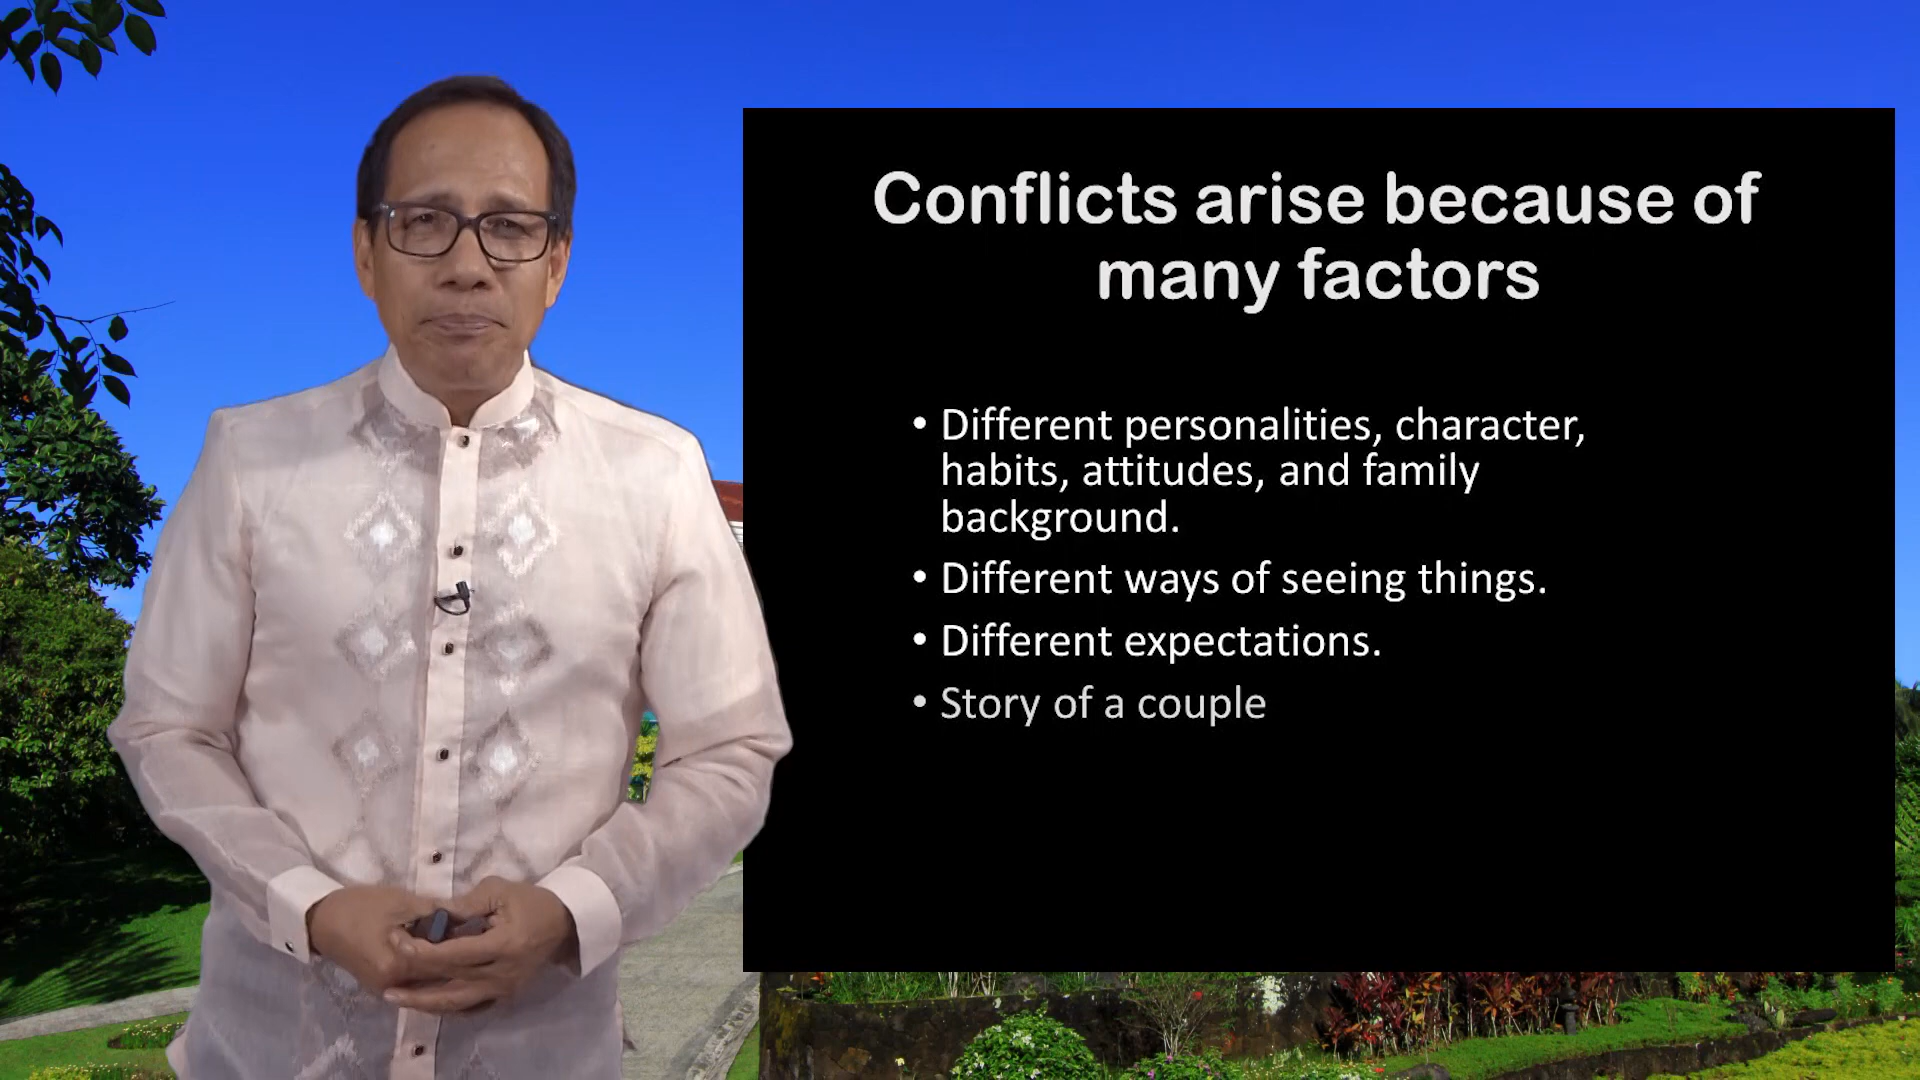 Conflicts arise because of
many factors
• Different personalities, character,
habits, attitudes, and family
background.
• Different ways of seeing things.
• Different expectations.
• Story of a couple